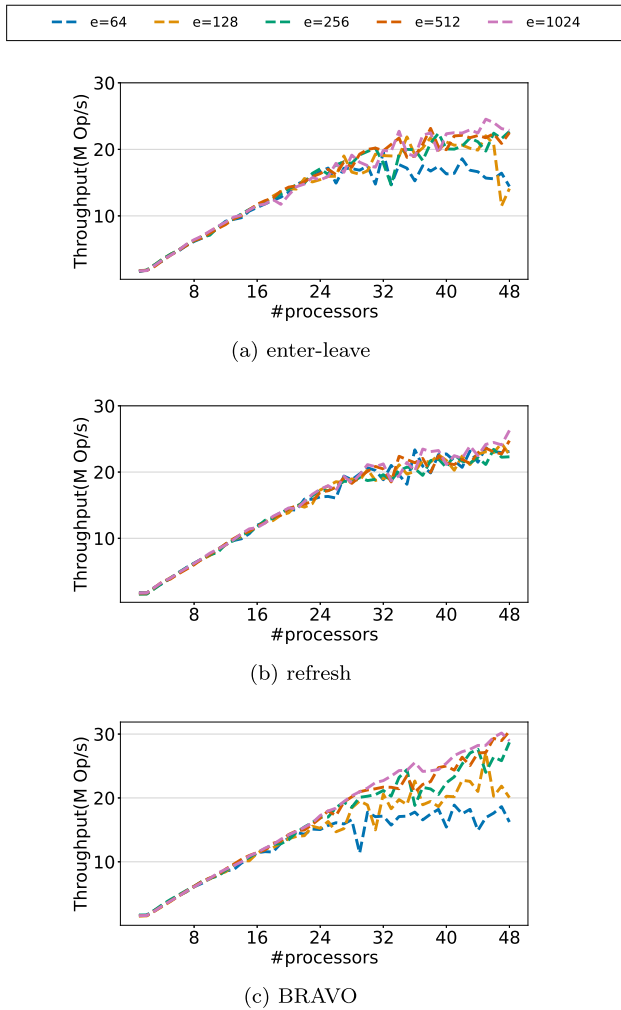 e=64 e=128 e=256 e=512 e=1024
30
20
10
Throughput(M Op/s)
8 16 24 32 40 48
#processors
(a) enter-leave
30
20
10
Throughput(M Op/s)
8 16 24 32 40 48
#processors
(b) refresh
30
20
10
Throughput(M Op/s)
8 16 24 32 40 48
#processors
(c) BRAVO